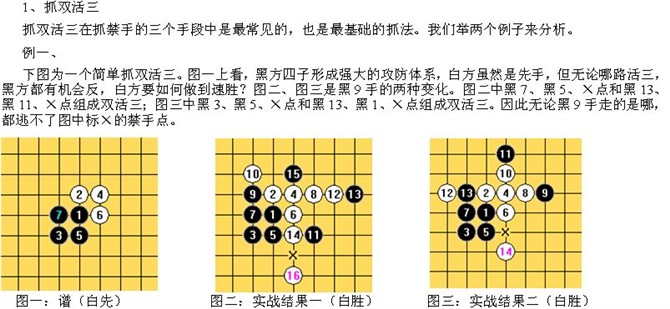 1、抓双活三
抓双活三在抓禁手的三个手段中是最常见的，也是最基础的抓法。我们举两个例子来分析。
例一、
下图为一个简单抓双活三。图一上看，黑方四子形成强大的攻防体系，白方虽然是先手，但无论哪路活三，
黑方都有机会反，白方要如何做到速胜？图二、图三是黑9手的两种变化。图二中黑7、黑5、×点和黑13、
黑11、×点组成双活三；图三中黑3、黑5、×点和黑13、黑1、×点组成双活三。因此无论黑9手走的是哪，
都逃不了图中标×的禁手点。
2 4
7 1 6
3 5
10 15
9 2 4 8 12 13
7 1 6
3 5 14 11
×
16
11
10
12 13 2 4 8 9
7 1 6
3 5 ×
14
图一：谱（白先） 图二：实战结果一（白胜） 图三：实战结果二（白胜）